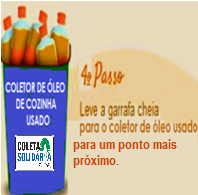 COLETOR DE ÓLEO
DE COZINHA
USADO
COLETA
SOLIDÁRIA
4º Passo
Leve a garrafa cheia
para o coletor de óleo usado
para um ponto mais
próximo.